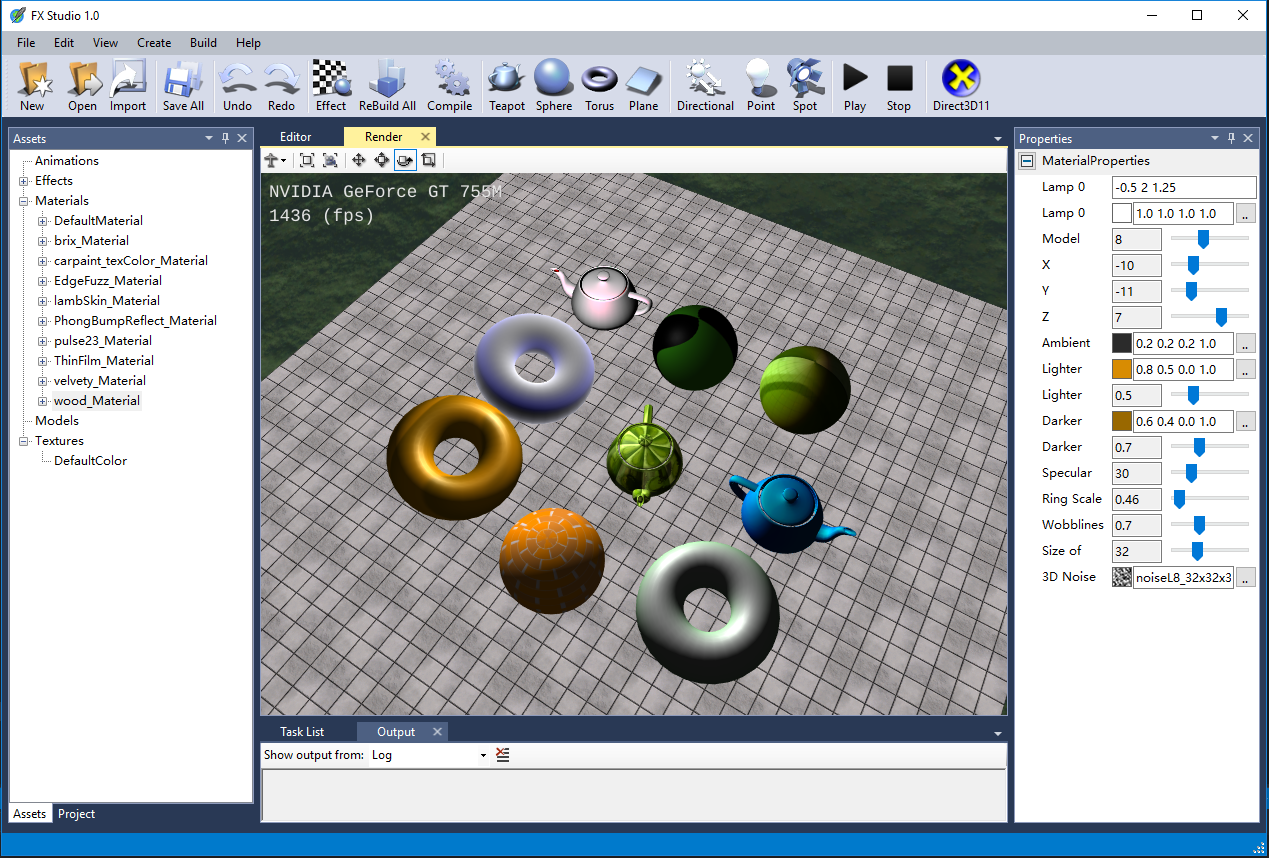 FX Studio 1.0
File Edit View Create Build Help
New Open Import Save All Undo Redo Effect ReBuild All Compile Teapot Sphere Torus Plane Directional Point Spot Play Stop Direct3D11
Assets
Animations
Effects
Materials
DefaultMaterial
brix_Material
carpaint_texColor_Material
EdgeFuzz_Material
lambSkin_Material
PhongBumpReflect_Material
pulse23_Material
ThinFilm_Material
velvety_Material
wood_Material
Models
Textures
DefaultColor
Assets Project
Editor Render
NVIDIA GeForce GT 755M
1436 (fps)
Task List Output
Show output from: Log
Properties
MaterialProperties
Lamp 0 -0.5 2 1.25
Lamp 0 1.0 1.0 1.0 1.0 ..
Model 8
X -10
Y -11
Z 7
Ambient 0.2 0.2 0.2 1.0 ..
Lighter 0.8 0.5 0.0 1.0 ..
Lighter 0.5
Darker 0.6 0.4 0.0 1.0 ..
Darker 0.7
Specular 30
Ring Scale 0.46
Wobblines 0.7
Size of 32
3D Noise noiseL8_32x32x3 ..